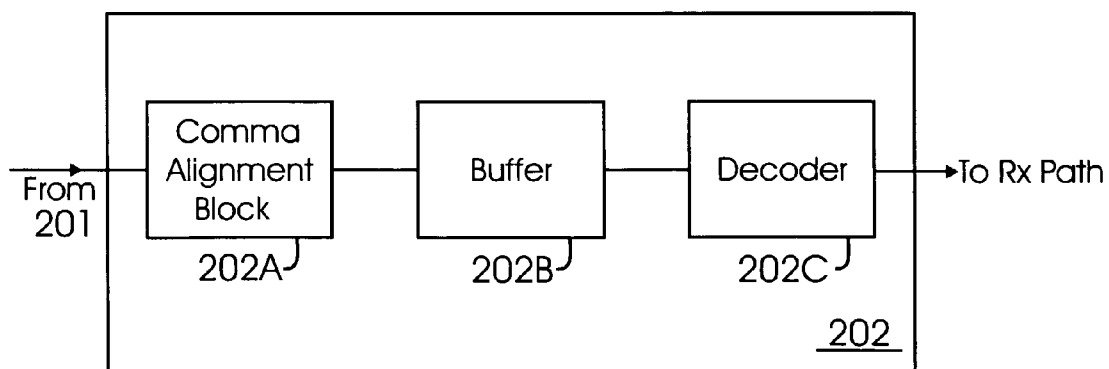 Comma
Alignment
Block
Buffer
Decoder
From
201
To Rx Path
202A
202B
202C
202